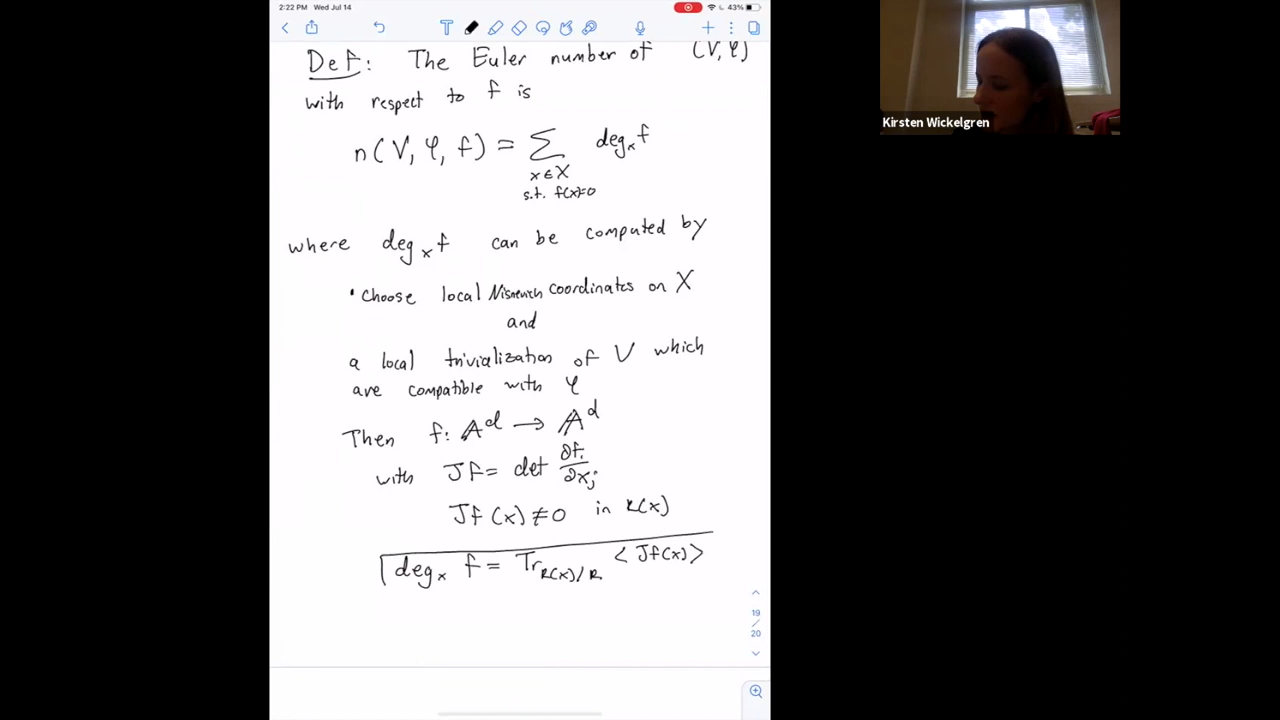 2:22 PM Wed Jul 14
43%
Def: The Euler number of (V, φ)
with respect to f is
n(V, φ, f) = Σ deg_x f
x ∈ X
s.t. f(x)=0
where deg_x f can be computed by
• Choose local Nisnevich coordinates on X
and
a local trivialization of V which
are compatible with φ
Then f: A^d → A^d
with Jf = det ∂f_i/∂x_j
Jf(x) ≠ 0 in k(x)
deg_x f = Tr_k(x)/k <Jf(x)>
19
/
20
Kirsten Wickelgren